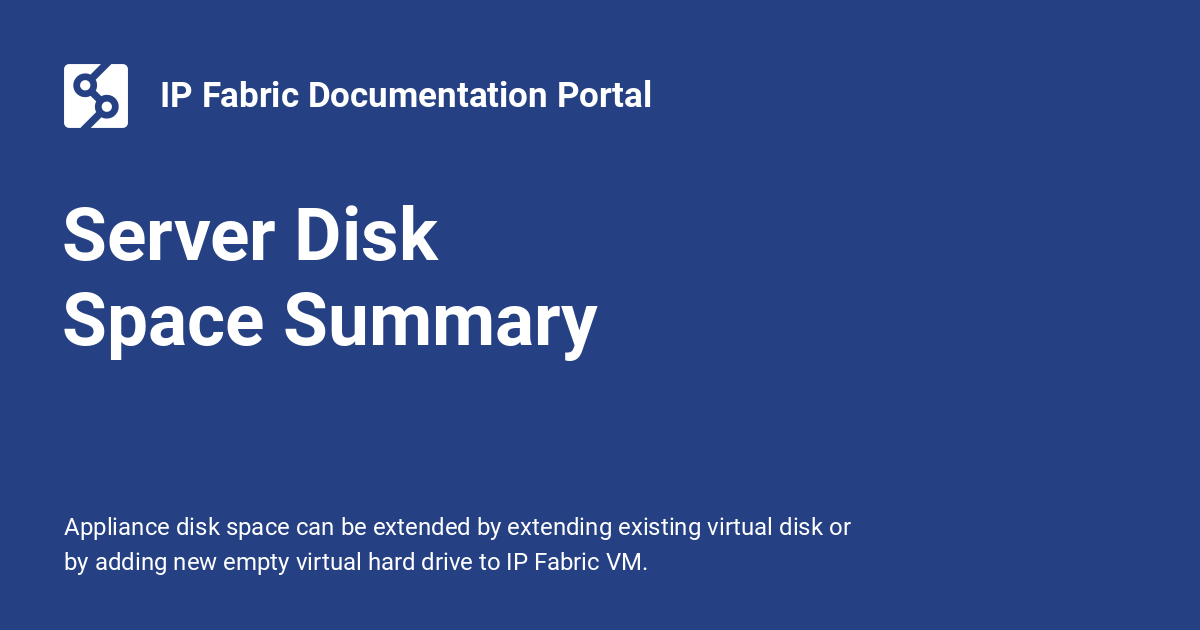 IP Fabric Documentation Portal
Server Disk
Space Summary
Appliance disk space can be extended by extending existing virtual disk or
by adding new empty virtual hard drive to IP Fabric VM.